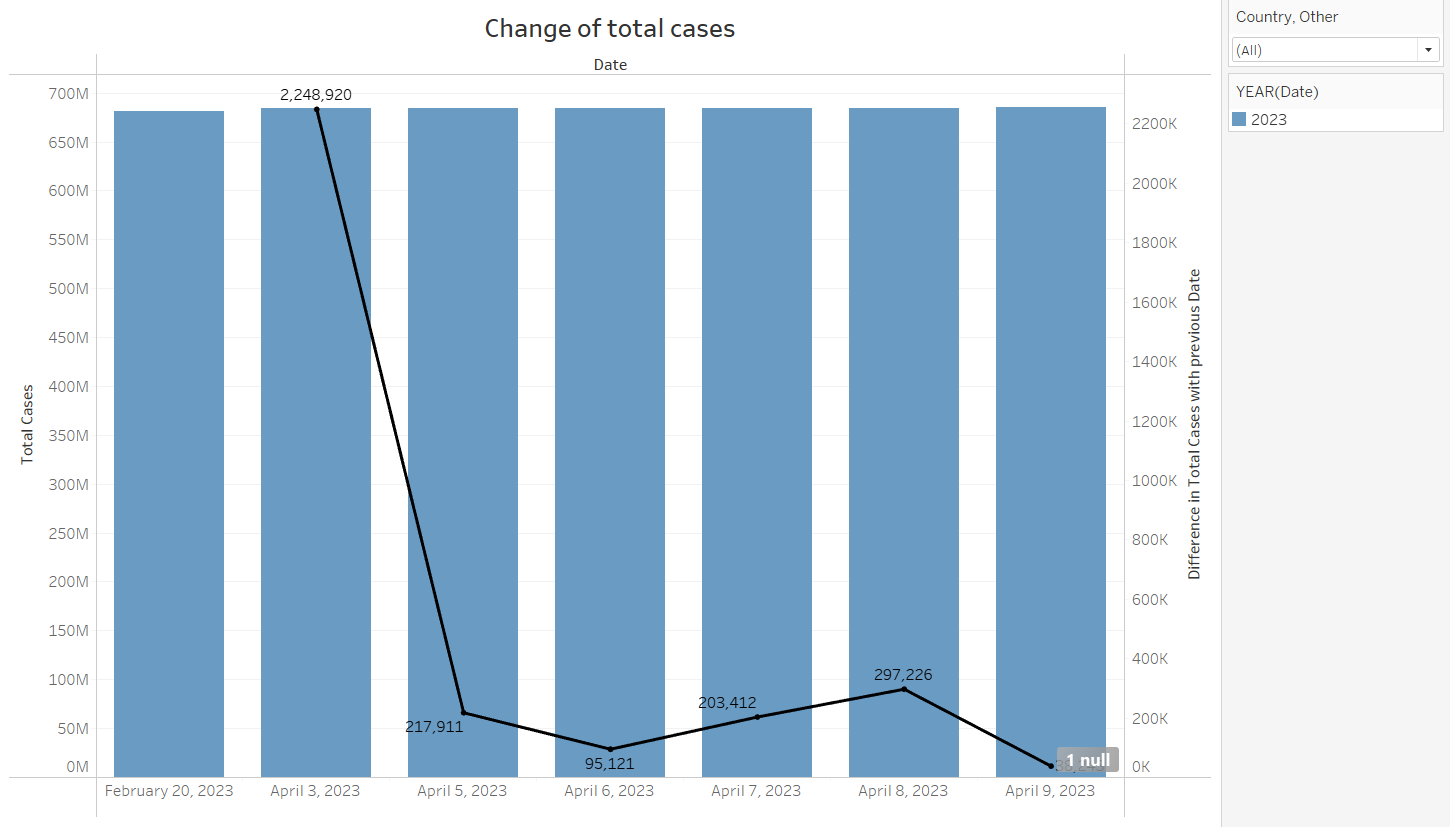 Change of total cases
Date
Total Cases
700M
650M
600M
550M
500M
450M
400M
350M
300M
250M
200M
150M
100M
50M
0M
2,248,920
217,911
95,121
203,412
297,226
1 null
2200K
2000K
1800K
1600K
1400K
1200K
1000K
800K
600K
400K
200K
0K
Difference in Total Cases with previous Date
February 20, 2023
April 3, 2023
April 5, 2023
April 6, 2023
April 7, 2023
April 8, 2023
April 9, 2023
Country, Other
(All)
YEAR(Date)
2023